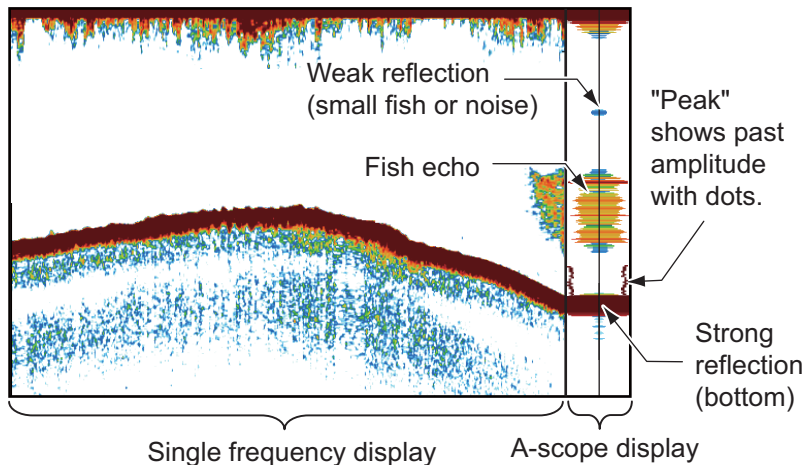 Weak reflection
(small fish or noise)
Fish echo
"Peak"
shows past
amplitude
with dots.
Strong
reflection
(bottom)
Single frequency display
A-scope display